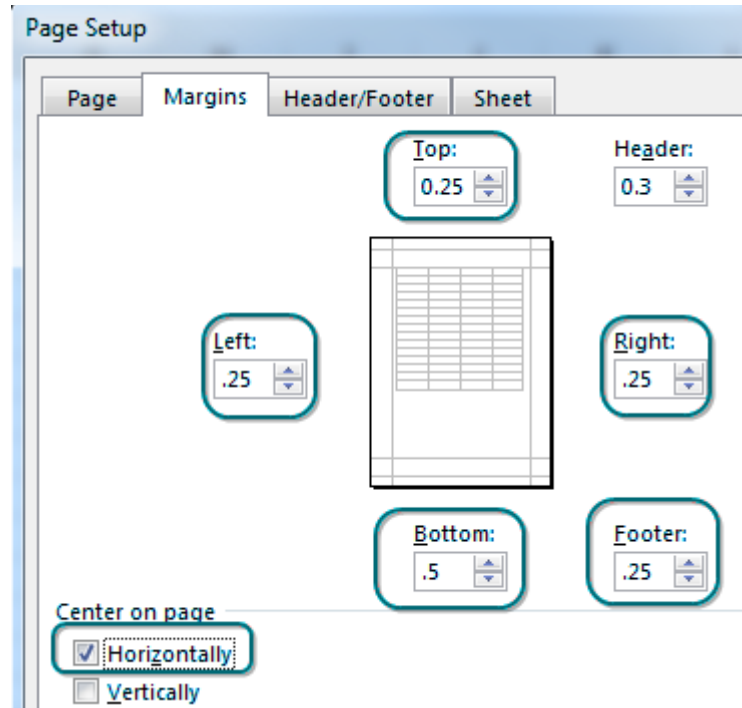 Page Setup
Page Margins Header/Footer Sheet
Top: Header:
0.25 0.3
Left: Right:
.25 .25
Bottom: Footer:
.5 .25
Center on page
Horizontally
Vertically